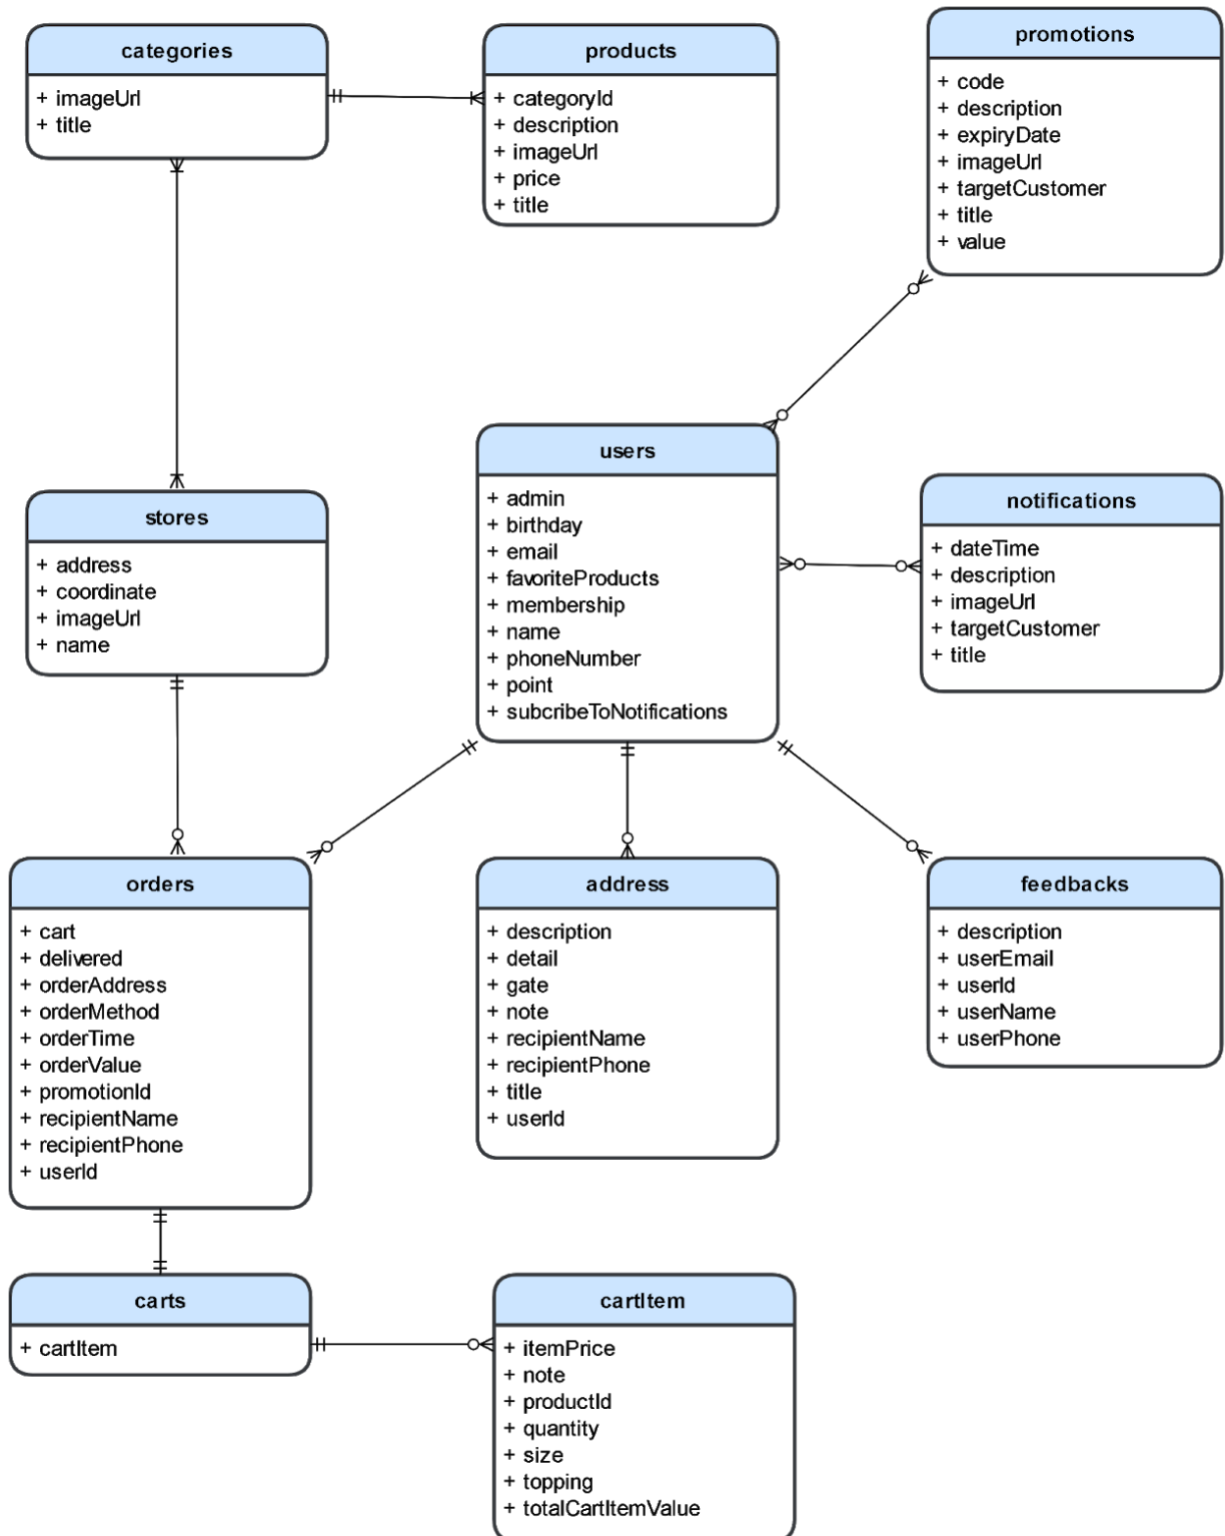 categories
+ imageUrl
+ title
products
+ categoryId
+ description
+ imageUrl
+ price
+ title
promotions
+ code
+ description
+ expiryDate
+ imageUrl
+ targetCustomer
+ title
+ value
stores
+ address
+ coordinate
+ imageUrl
+ name
users
+ admin
+ birthday
+ email
+ favoriteProducts
+ membership
+ name
+ phoneNumber
+ point
+ subcribeToNotifications
notifications
+ dateTime
+ description
+ imageUrl
+ targetCustomer
+ title
orders
+ cart
+ delivered
+ orderAddress
+ orderMethod
+ orderTime
+ orderValue
+ promotionId
+ recipientName
+ recipientPhone
+ userId
address
+ description
+ detail
+ gate
+ note
+ recipientName
+ recipientPhone
+ title
+ userId
feedbacks
+ description
+ userEmail
+ userId
+ userName
+ userPhone
carts
+ cartItem
cartItem
+ itemPrice
+ note
+ productId
+ quantity
+ size
+ topping
+ totalCartItemValue